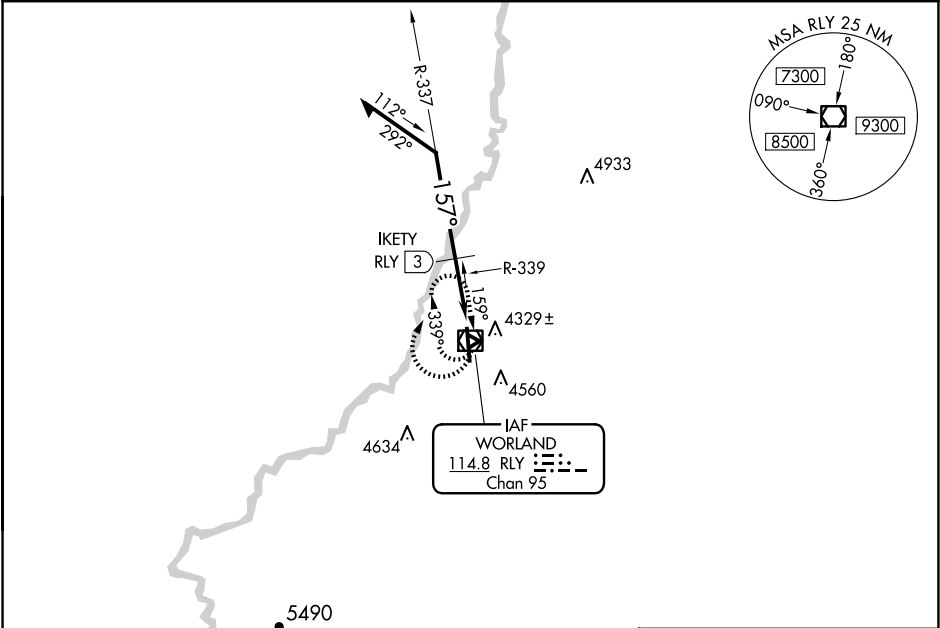 MSA RLY 25 NM
180°
7300
090°
9300
8500
360°
R-337
112°
292°
4933
157°
IKETY
RLY 3
R-339
159°
339°
4329±
4560
4634
IAF
WORLAND
114.8 RLY
Chan 95
5490